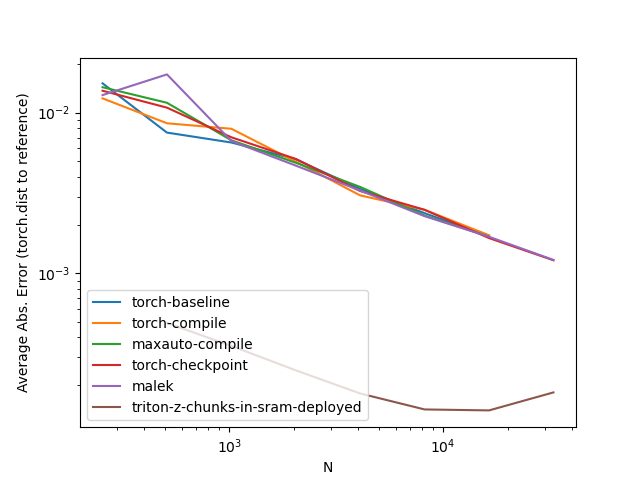 Average Abs. Error (torch.dist to reference)
10⁻²
10⁻³
torch-baseline
torch-compile
maxauto-compile
torch-checkpoint
malek
triton-z-chunks-in-sram-deployed
10³
10⁴
N